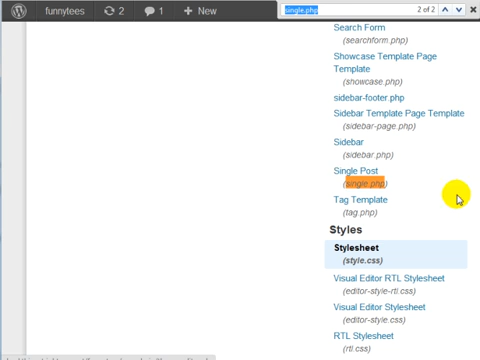 funnytees 2 1 + New single.php 2 of 2
Search Form
(searchform.php)
Showcase Template Page
Template
(showcase.php)
sidebar-footer.php
Sidebar Template Page Template
(sidebar-page.php)
Sidebar
(sidebar.php)
Single Post
(single.php)
Tag Template
(tag.php)
Styles
Stylesheet
(style.css)
Visual Editor RTL Stylesheet
(editor-style-rtl.css)
Visual Editor Stylesheet
(editor-style.css)
RTL Stylesheet
(rtl.css)